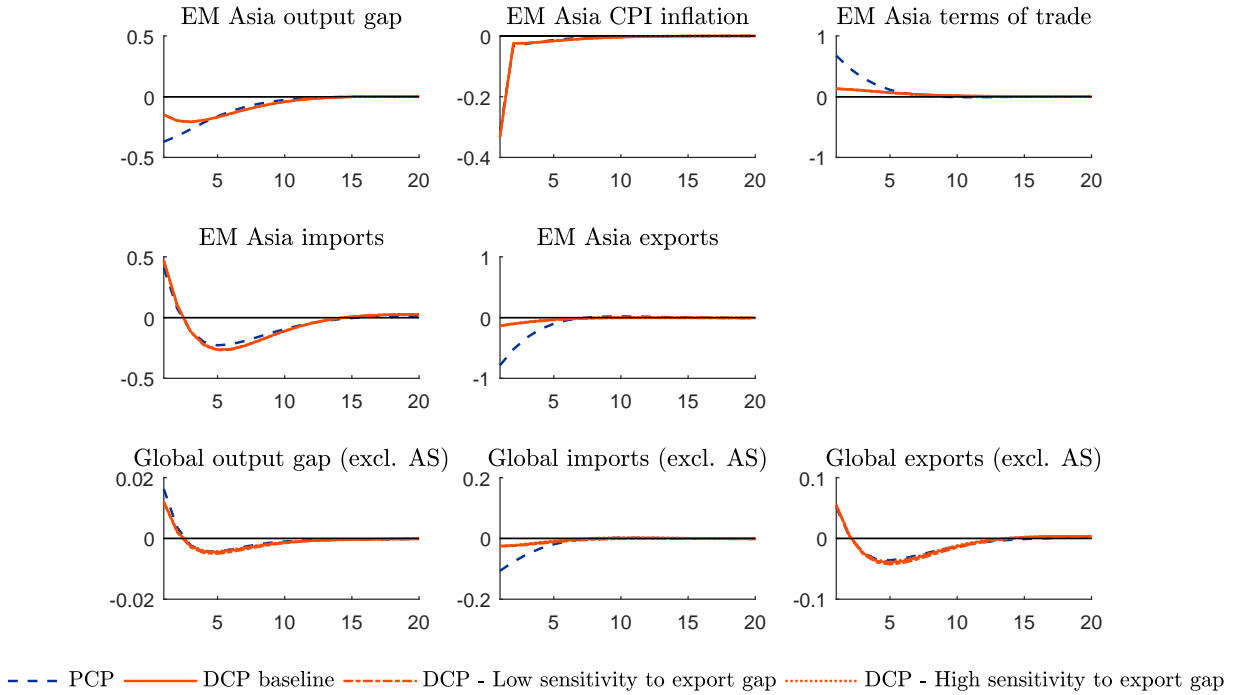 EM Asia output gap
0.5
0
-0.5
5 10 15 20
EM Asia CPI inflation
0
-0.2
-0.4
5 10 15 20
EM Asia terms of trade
1
0
-1
5 10 15 20
EM Asia imports
0.5
0
-0.5
5 10 15 20
EM Asia exports
1
0
-1
5 10 15 20
Global output gap (excl. AS)
0.02
0
-0.02
5 10 15 20
Global imports (excl. AS)
0.2
0
-0.2
5 10 15 20
Global exports (excl. AS)
0.1
0
-0.1
5 10 15 20
PCP DCP baseline DCP - Low sensitivity to export gap DCP - High sensitivity to export gap